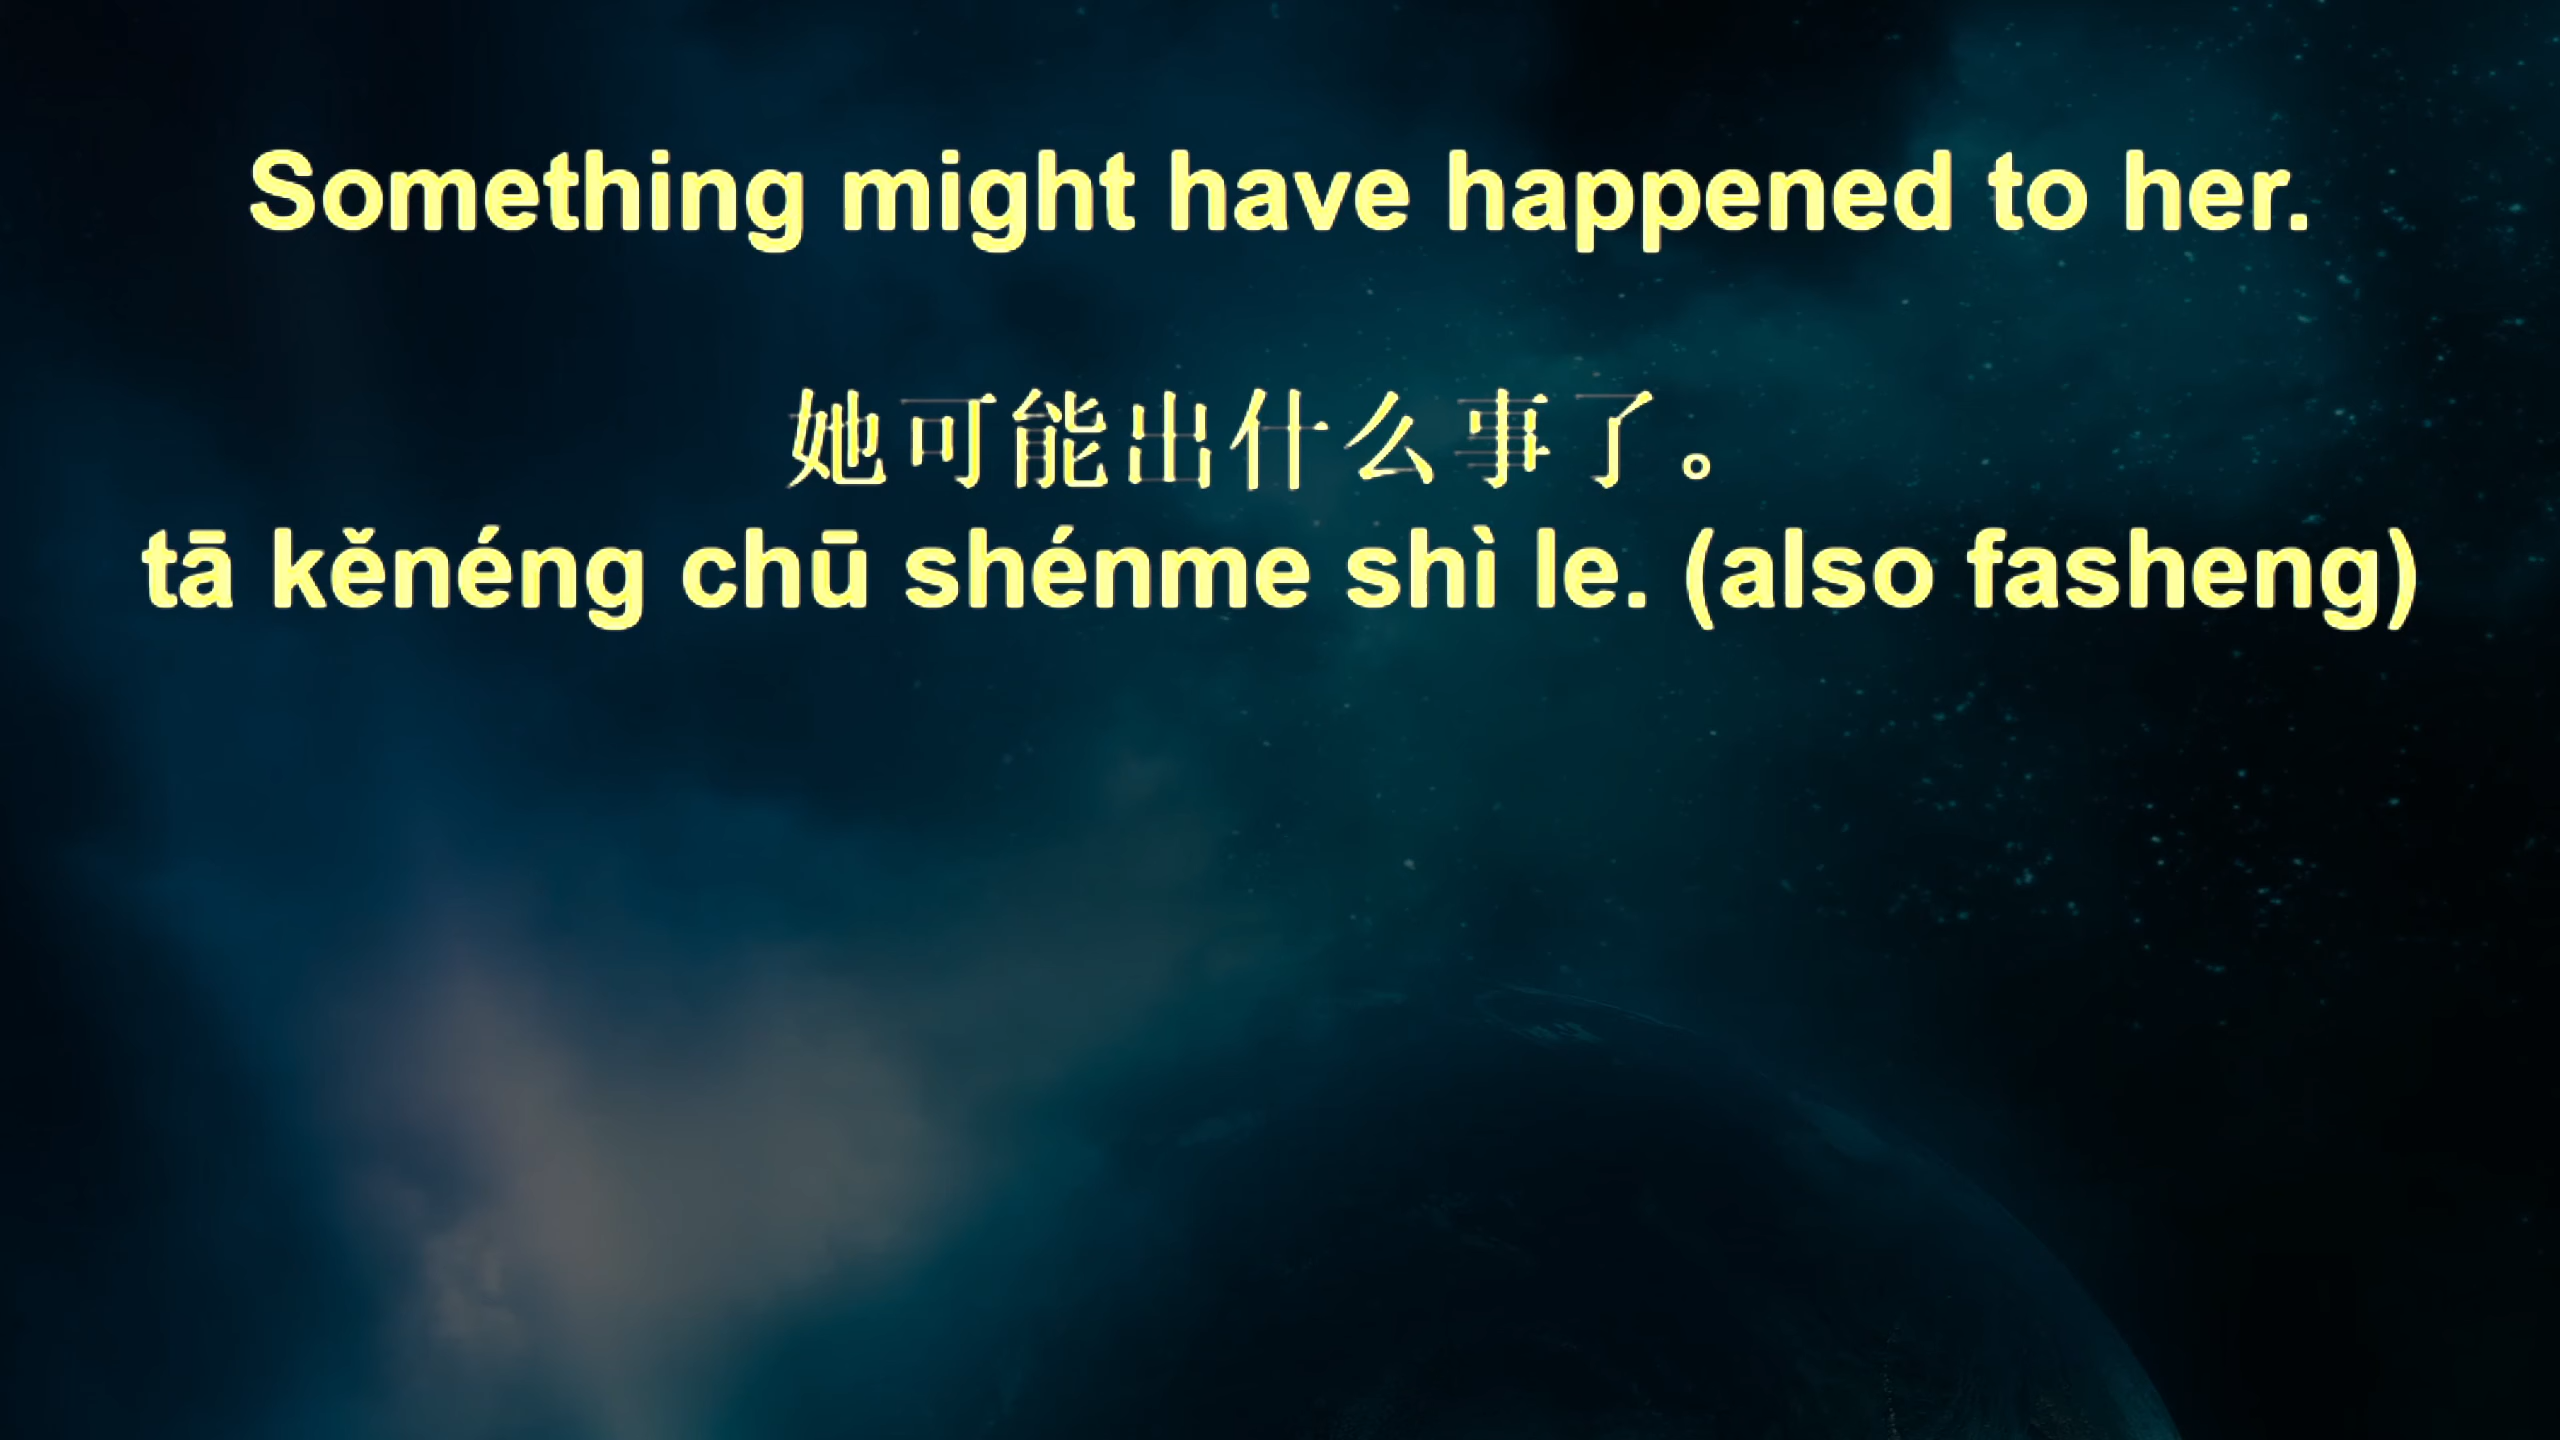 Something might have happened to her.
她可能出什么事了。
tā kěnéng chū shénme shì le. (also fasheng)